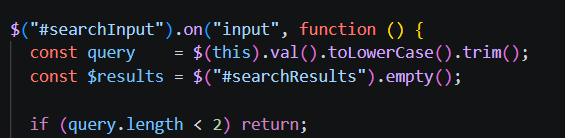 $("#searchInput").on("input", function () {
  const query    = $(this).val().toLowerCase().trim();
  const $results = $("#searchResults").empty();

  if (query.length < 2) return;